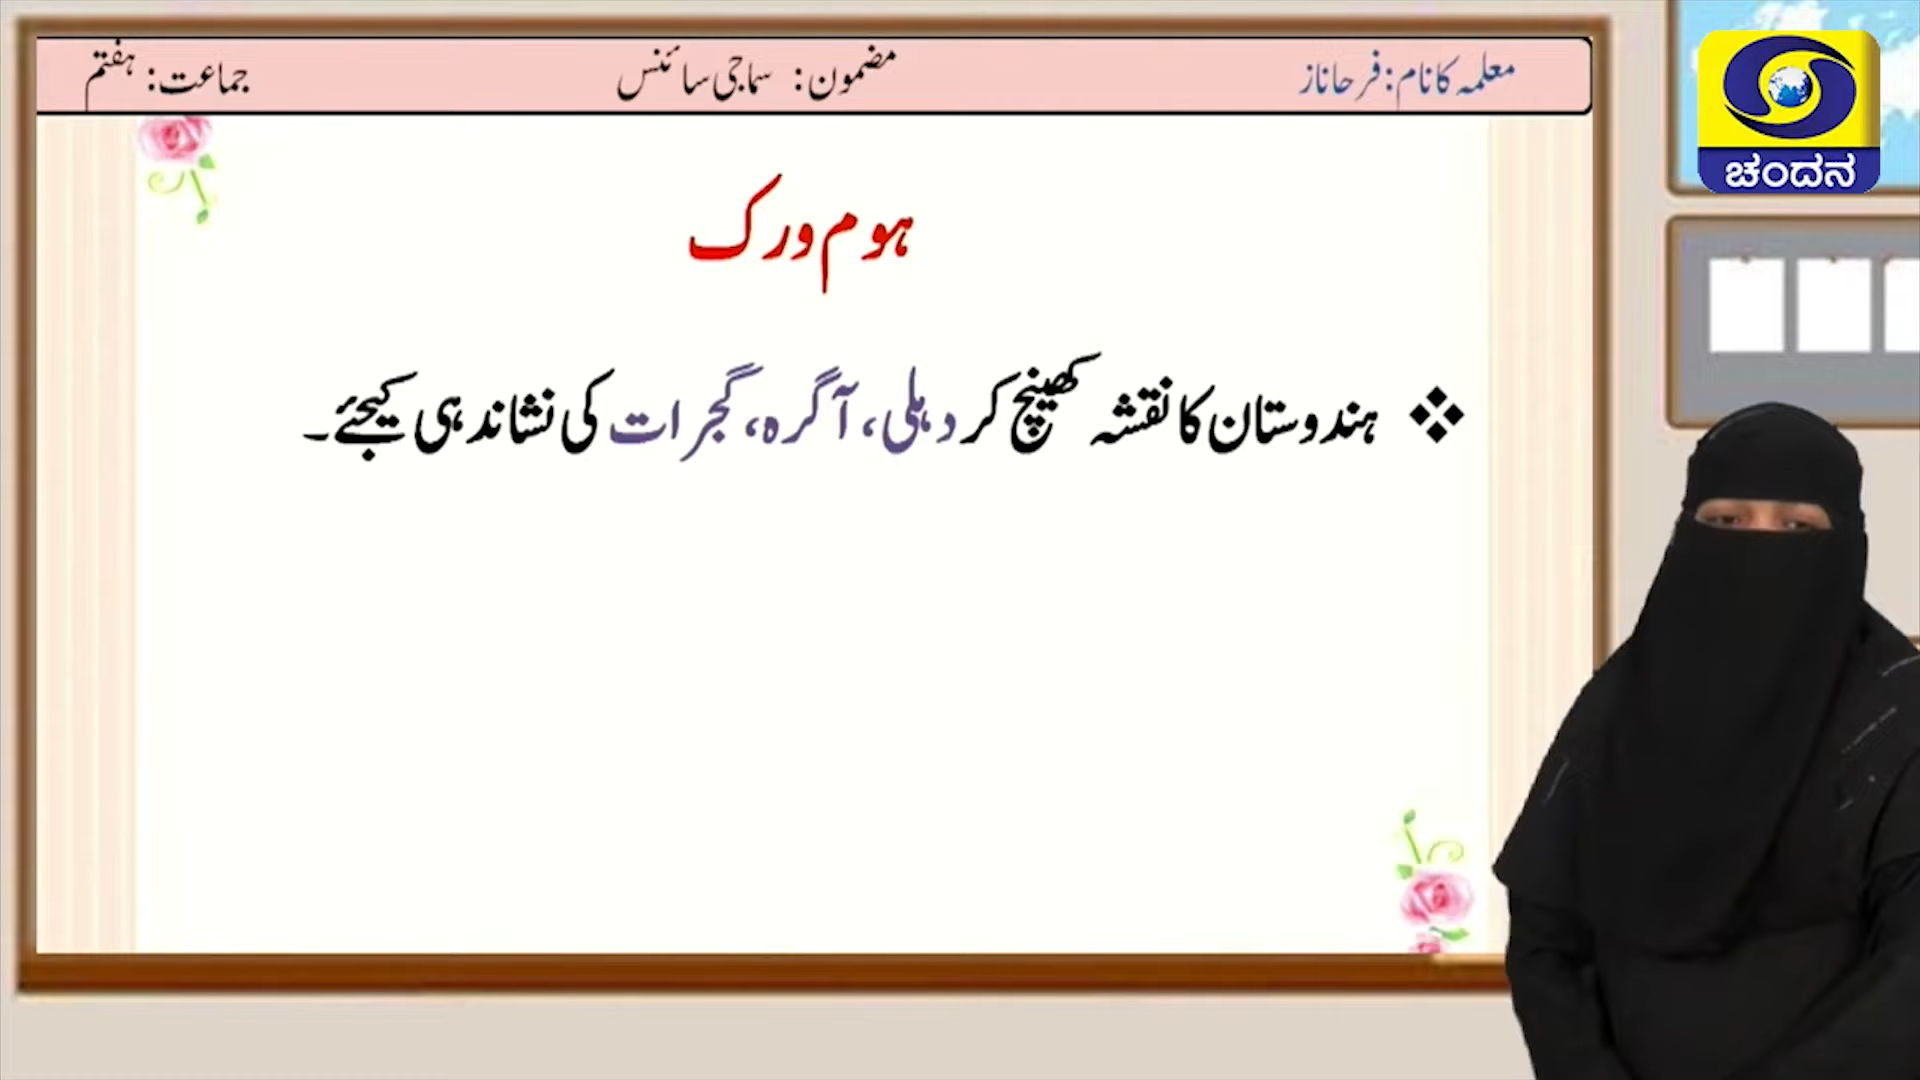 معلمہ کا نام: فرحاناز
مضمون: سماجی سائنس
جماعت: ہفتم
ಚಂದನ
ہوم ورک
❖ ہندوستان کا نقشہ کھینچ کر دہلی، آگرہ، گجرات کی نشاندہی کیجئے۔